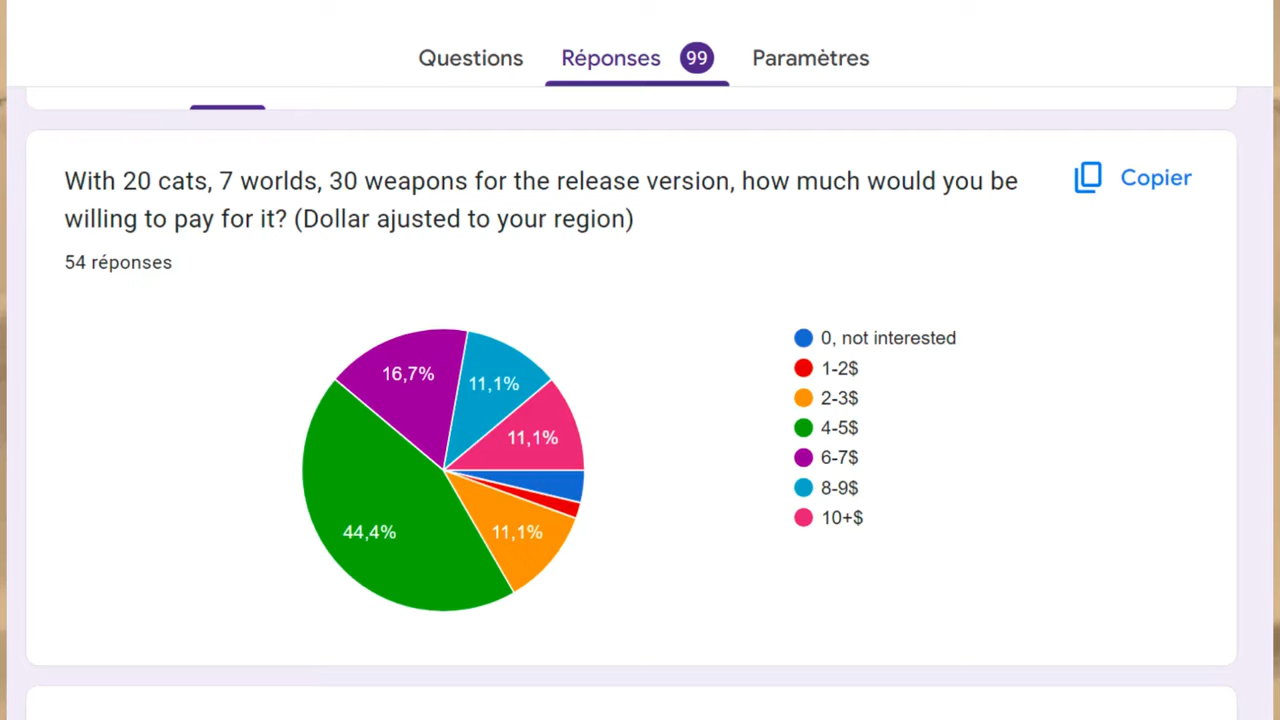 Questions
Réponses 99
Paramètres
With 20 cats, 7 worlds, 30 weapons for the release version, how much would you be
willing to pay for it? (Dollar ajusted to your region)
Copier
54 réponses
16,7%
11,1%
11,1%
44,4%
11,1%
0, not interested
1-2$
2-3$
4-5$
6-7$
8-9$
10+$